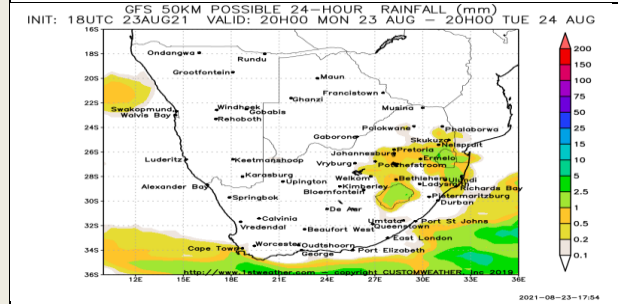 GFS 50KM POSSIBLE 24-HOUR RAINFALL (mm)
INIT: 18UTC 23AUG21 VALID: 20H00 MON 23 AUG - 20H00 TUE 24 AUG
16S
18S
20S
22S
24S
26S
28S
30S
32S
34S
36S
Ondangwa
Rundu
Grootfontein
Maun
Francistown
Ghanzi
Musina
Swakopmund
Walvis Bay
Windhoek
Gobabis
Rehoboth
Polokwane
Phalaborwa
Gaborone
Skukuza
Nelspruit
Pretoria
Johannesburg
Ermelo
Luderitz
Keetmanshoop
Vryburg
Potchefstroom
Karasburg
Welkom
Bethlehem
Ulundi
Alexander Bay
Upington
Kimberley
Ladysmith
Richards Bay
Bloemfontein
Springbok
Pietermaritzburg
Durban
De Aar
Calvinia
Umtata
Port St Johns
Vredendal
Beaufort West
Queenstown
East London
Cape Town
Worcester
Oudtshoorn
George
Port Elizabeth
http://www.1stweather.com - copyright CUSTOMWEATHER, Inc 2019
12E 15E 18E 21E 24E 27E 30E 33E 36E
200
150
100
75
50
25
15
10
5
2.5
1
0.5
0.2
0.1
2021-08-23-17:54